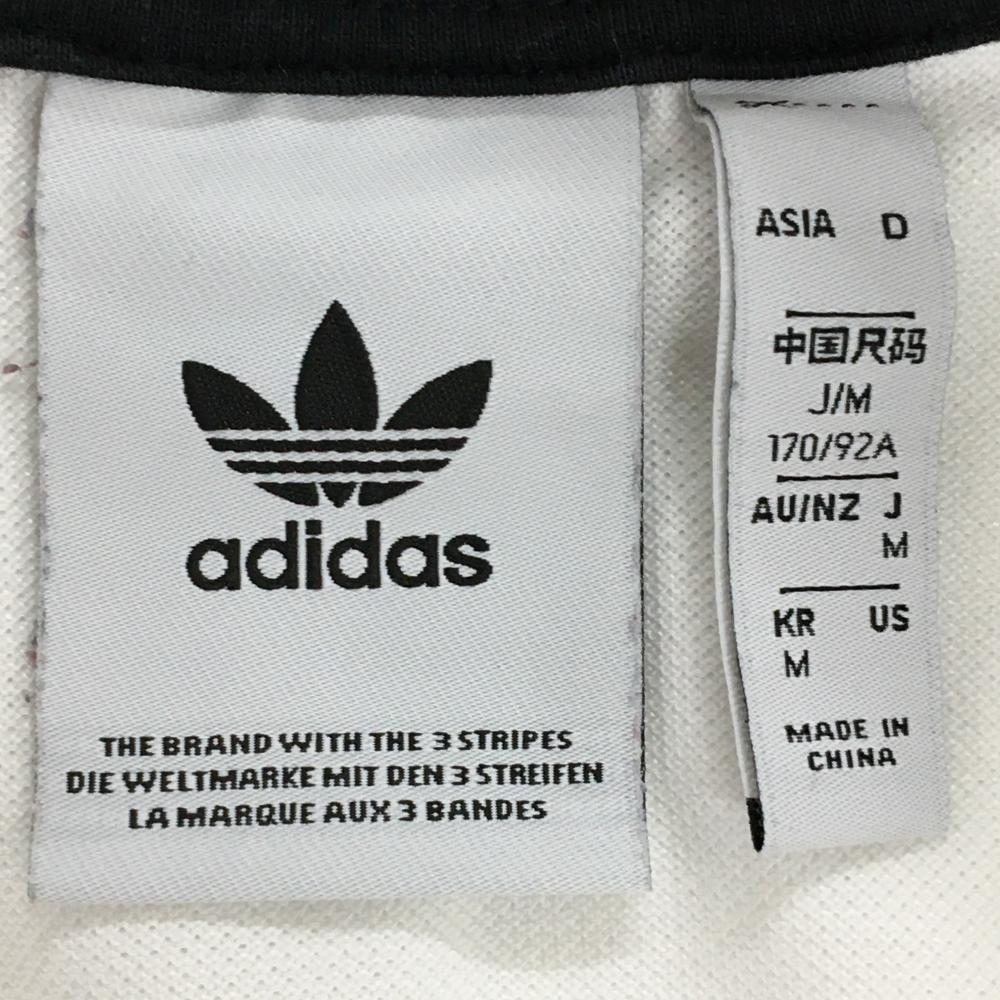 adidas
THE BRAND WITH THE 3 STRIPES
DIE WELTMARKE MIT DEN 3 STREIFEN
LA MARQUE AUX 3 BANDES
ASIA D
中国尺码
J/M
170/92A
AU/NZ J
M
KR US
M
MADE IN
CHINA